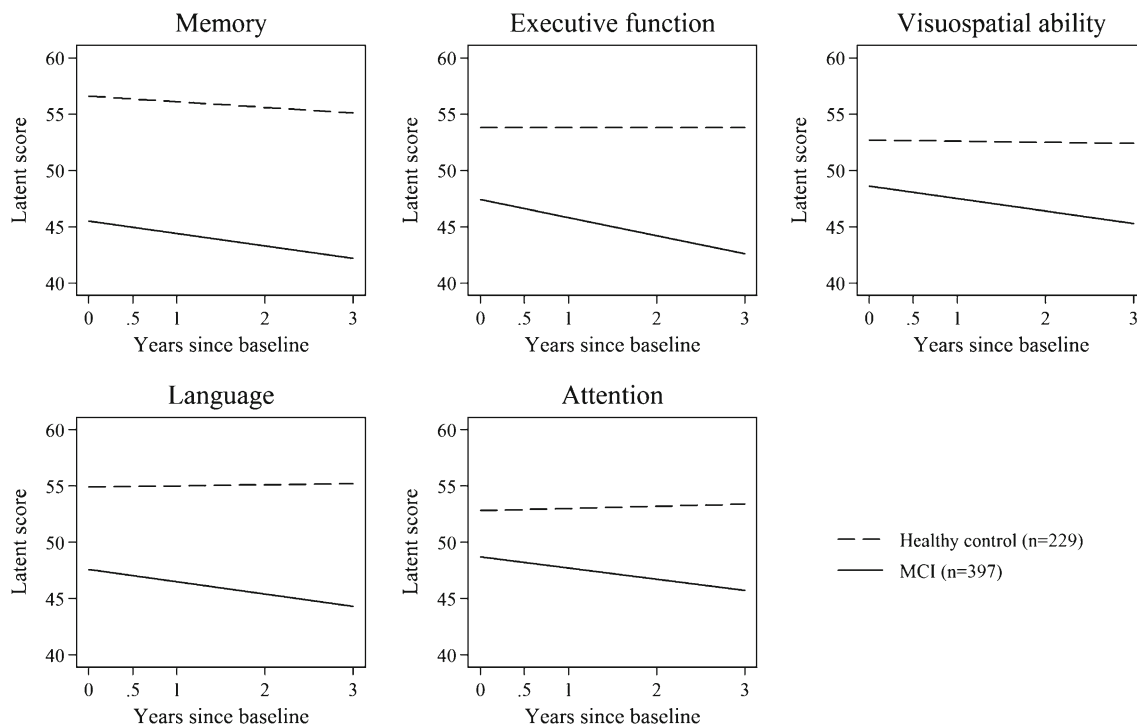 Memory
60
55
50
45
40
Latent score
0 .5 1 2 3
Years since baseline
Executive function
60
55
50
45
40
Latent score
0 .5 1 2 3
Years since baseline
Visuospatial ability
60
55
50
45
40
Latent score
0 .5 1 2 3
Years since baseline
Language
60
55
50
45
40
Latent score
0 .5 1 2 3
Years since baseline
Attention
60
55
50
45
40
Latent score
0 .5 1 2 3
Years since baseline
Healthy control (n=229)
MCI (n=397)